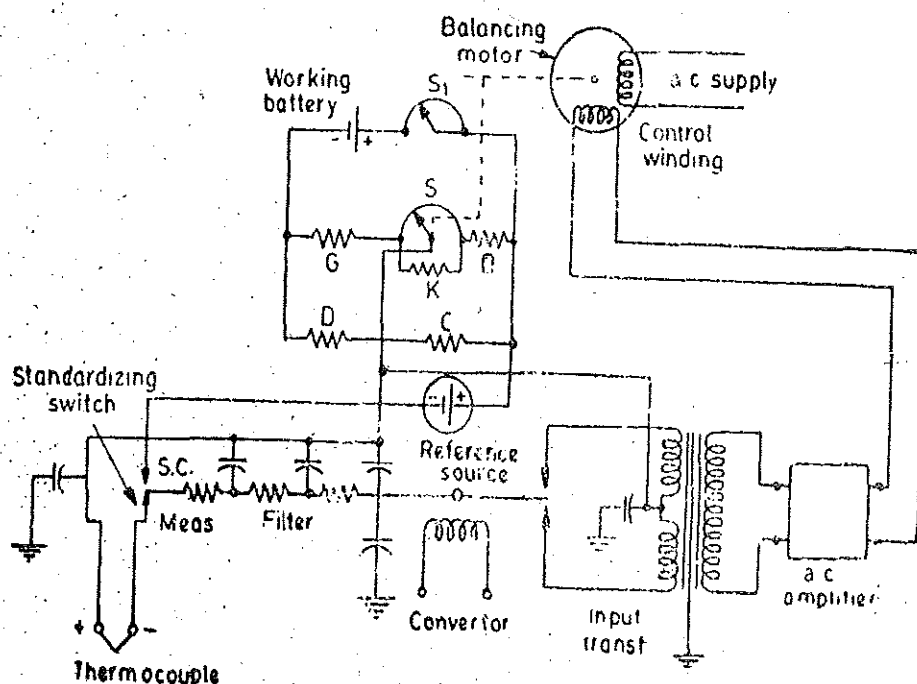 Balancing
motor
a c supply
Control
winding
Working
battery
S1
- +
S
G
K
D
C
Standardizing
switch
S.C.
Meas
Filter
- +
Reference
source
Convertor
Input
transf
a c
amplifier
+ -
Thermocouple